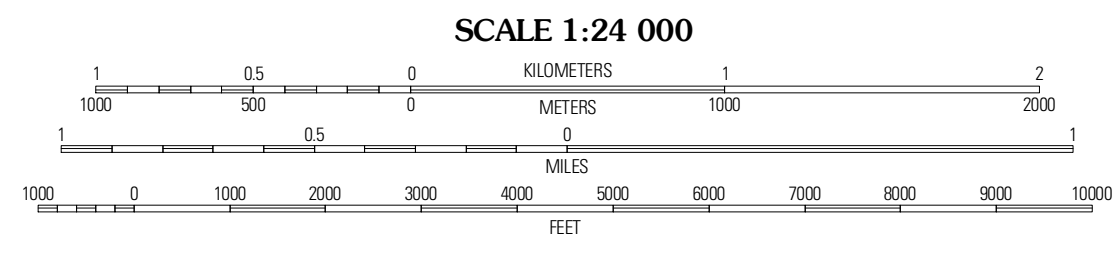 SCALE 1:24 000
1 0.5 0 KILOMETERS 1 2
1000 500 0 METERS 1000 2000
1 0.5 0 1
MILES
1000 0 1000 2000 3000 4000 5000 6000 7000 8000 9000 10000
FEET